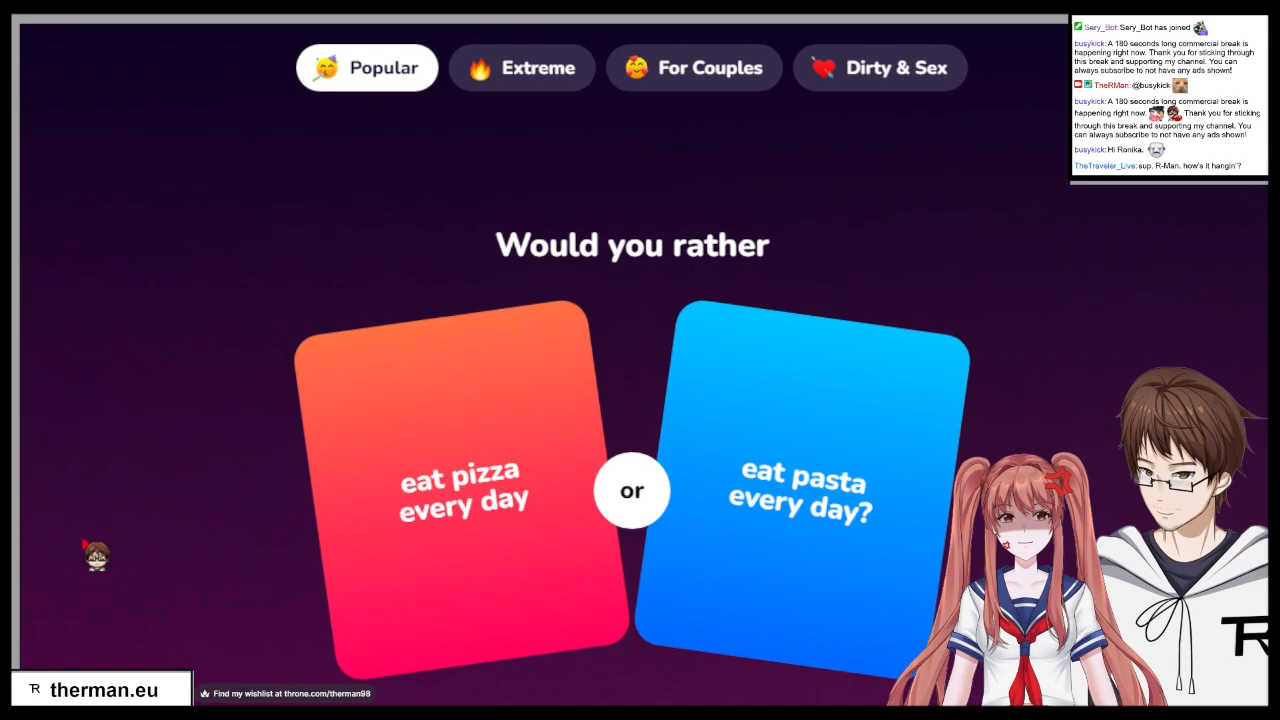 Popular
Extreme
For Couples
Dirty & Sex
Would you rather
eat pizza
every day
or
eat pasta
every day?
Sery_Bot: Sery_Bot has joined
busykick: A 180 seconds long commercial break is
happening right now. Thank you for sticking through
this break and supporting my channel. You can
always subscribe to not have any ads shown!
TheRMan: @busykick
busykick: A 180 seconds long commercial break is
happening right now. Thank you for sticking
through this break and supporting my channel. You
can always subscribe to not have any ads shown!
busykick: Hi Ronika.
TheTraveler_Live: sup, R-Man. how's it hangin'?
TR
TR therman.eu
Find my wishlist at throne.com/therman98